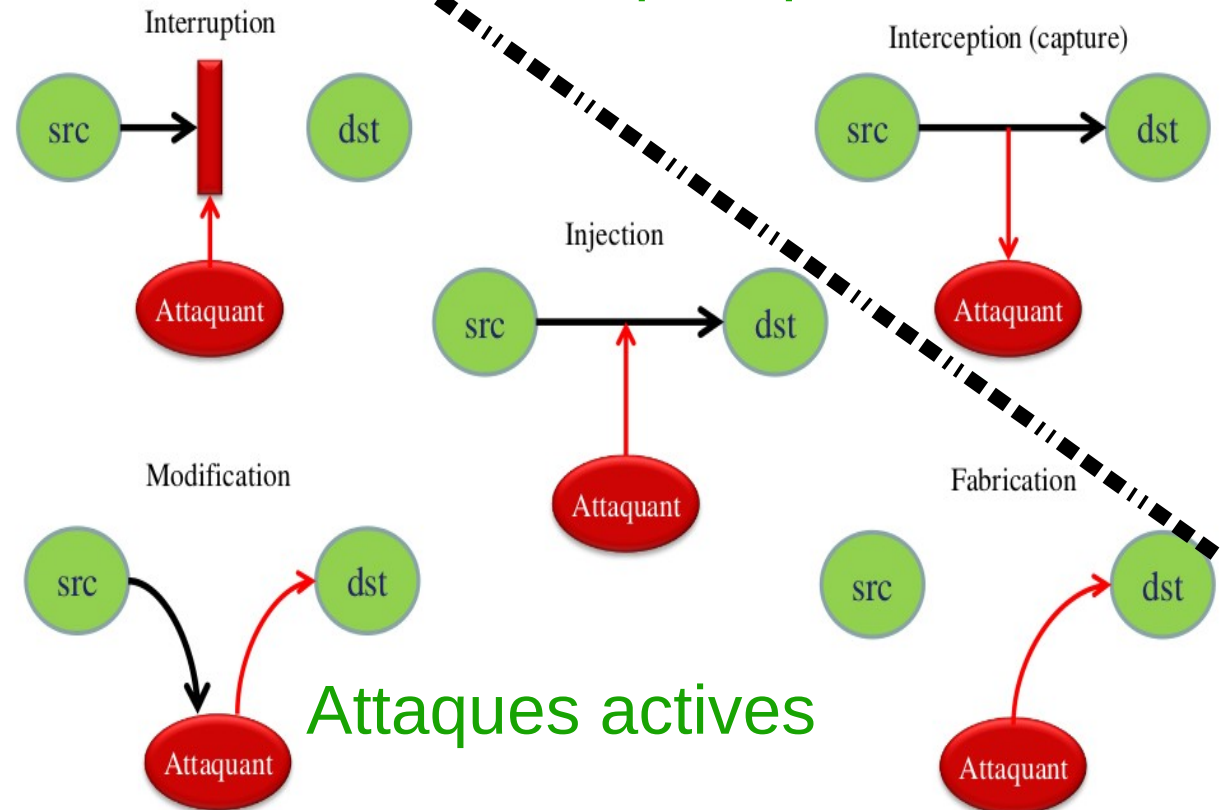 Interruption
Interception (capture)
src
dst
src
dst
Injection
Attaquant
src
dst
Attaquant
Modification
Attaquant
Fabrication
src
dst
src
dst
Attaques actives
Attaquant
Attaquant